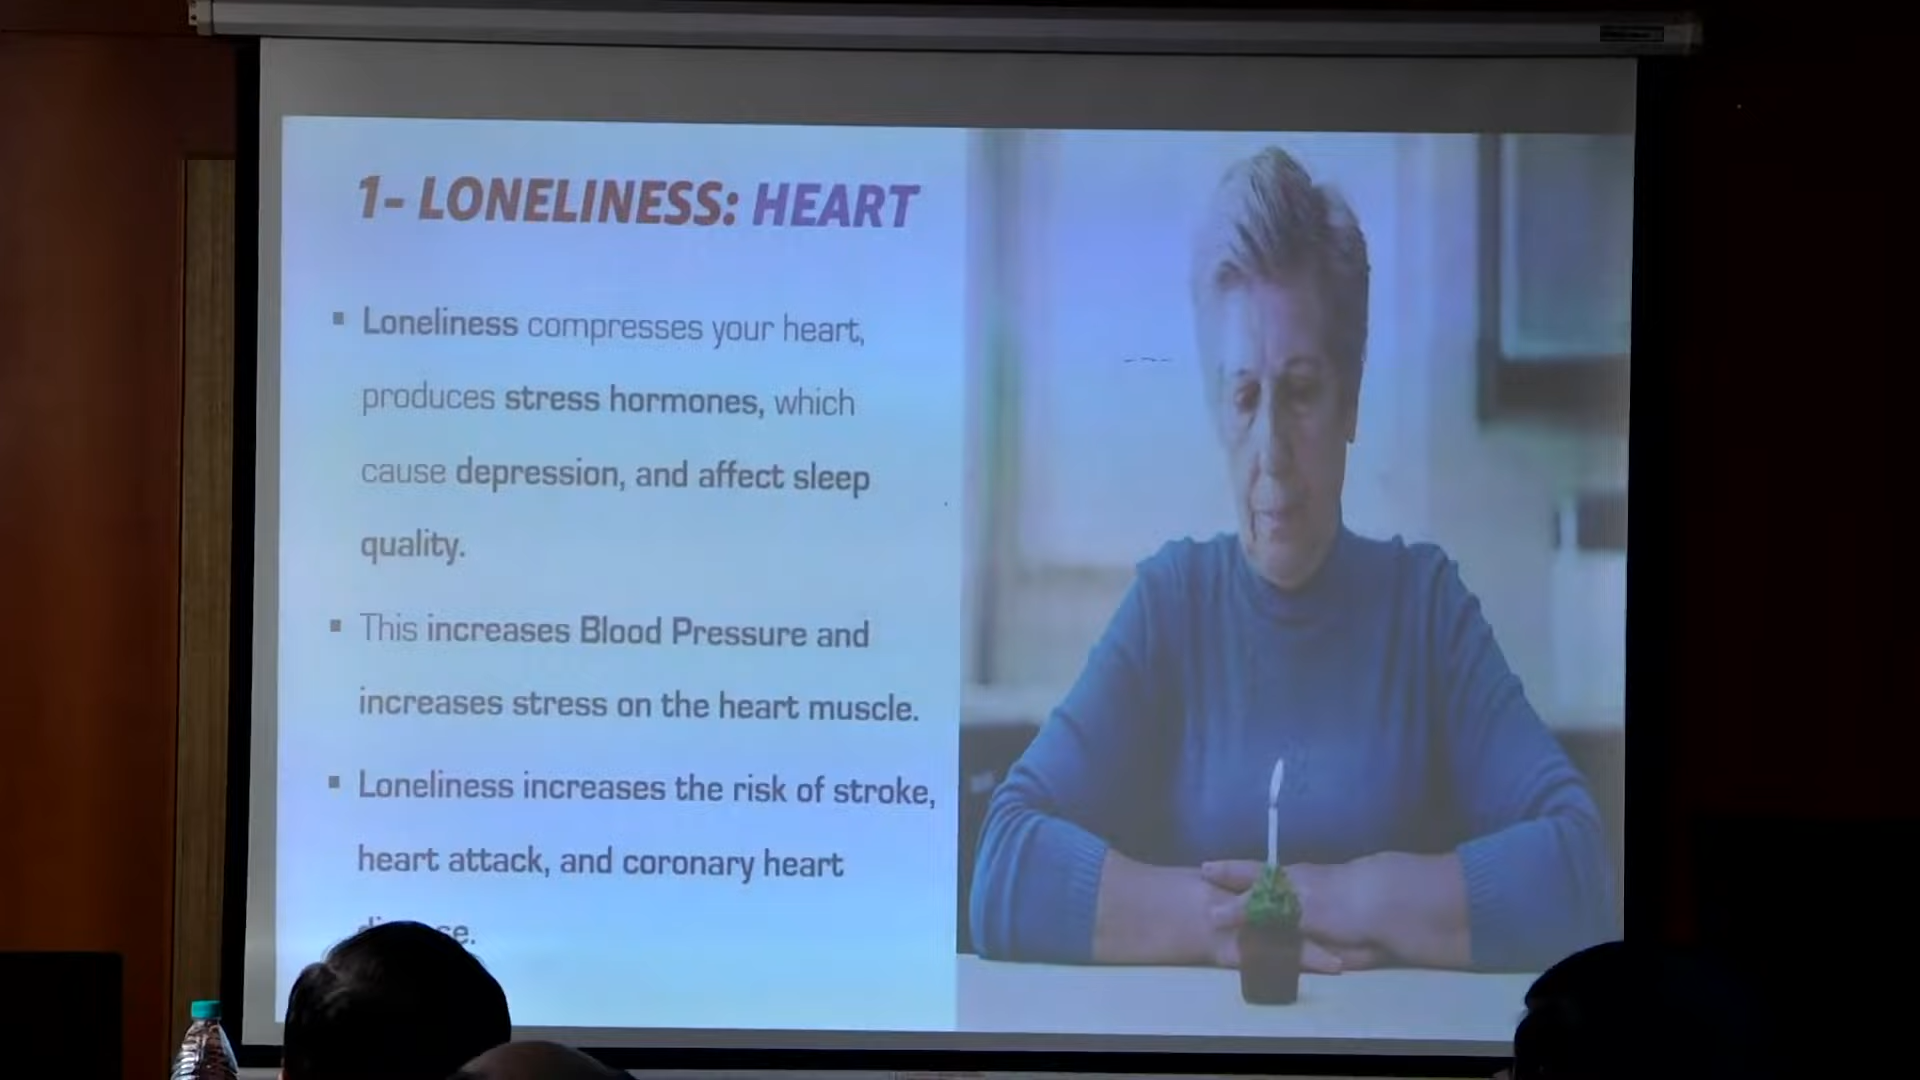 1- LONELINESS: HEART
▪ Loneliness compresses your heart,
produces stress hormones, which
cause depression, and affect sleep
quality.
▪ This increases Blood Pressure and
increases stress on the heart muscle.
▪ Loneliness increases the risk of stroke,
heart attack, and coronary heart